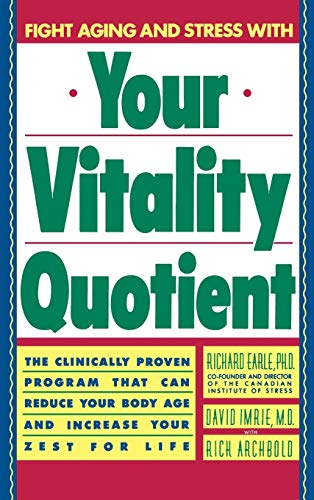 FIGHT AGING AND STRESS WITH
· Your ·
Vitality
Quotient
THE CLINICALLY PROVEN
PROGRAM THAT CAN
REDUCE YOUR BODY AGE
AND INCREASE YOUR
ZEST FOR LIFE
RICHARD EARLE, PH.D.
CO-FOUNDER AND DIRECTOR
OF THE CANADIAN
INSTITUTE OF STRESS
DAVID IMRIE, M.D.
WITH
RICK ARCHBOLD